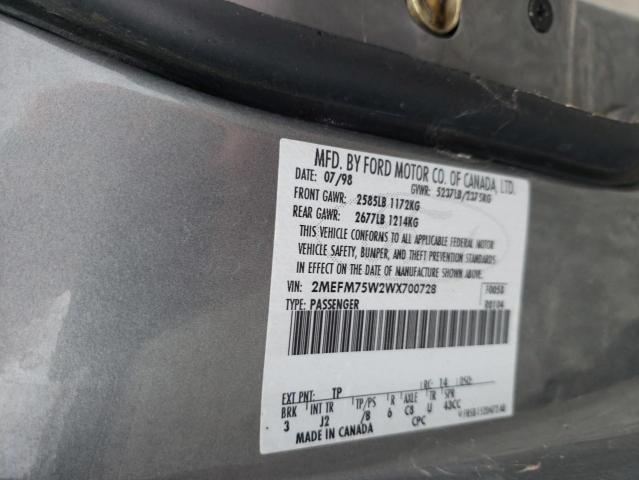 MFD. BY FORD MOTOR CO. OF CANADA, LTD.
DATE: 07/98 GVWR: 5237LB/2375KG
FRONT GAWR: 2585LB 1172KG
REAR GAWR: 2677LB 1214KG
THIS VEHICLE CONFORMS TO ALL APPLICABLE FEDERAL MOTOR
VEHICLE SAFETY, BUMPER, AND THEFT PREVENTION STANDARDS
IN EFFECT ON THE DATE OF MANUFACTURE SHOWN ABOVE.
VIN: 2MEFM75W2WX700728
TYPE: PASSENGER
EXT PNT: TP RC: 14 DSO:
BRK INT TR TP/PS R AXLE TR SPR
3 J2 /B 6 C8 U 43CC
MADE IN CANADA CPC